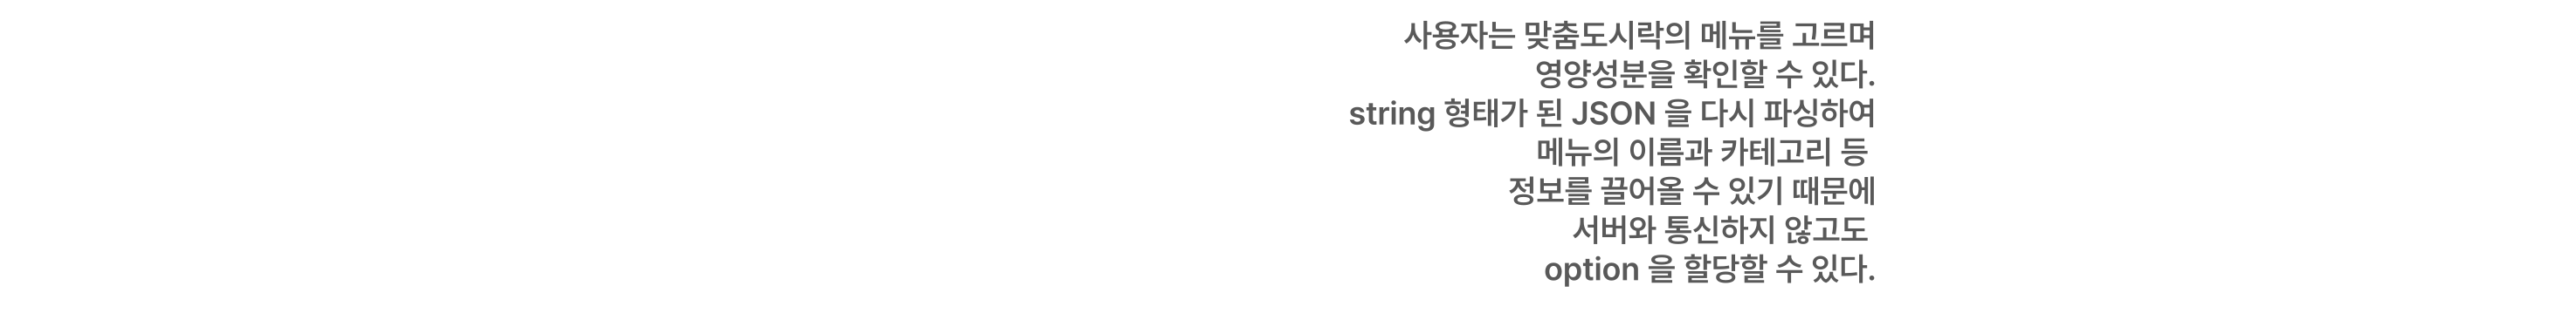 사용자는 맞춤도시락의 메뉴를 고르며
영양성분을 확인할 수 있다.
string 형태가 된 JSON 을 다시 파싱하여
메뉴의 이름과 카테고리 등
정보를 끌어올 수 있기 때문에
서버와 통신하지 않고도
option 을 할당할 수 있다.